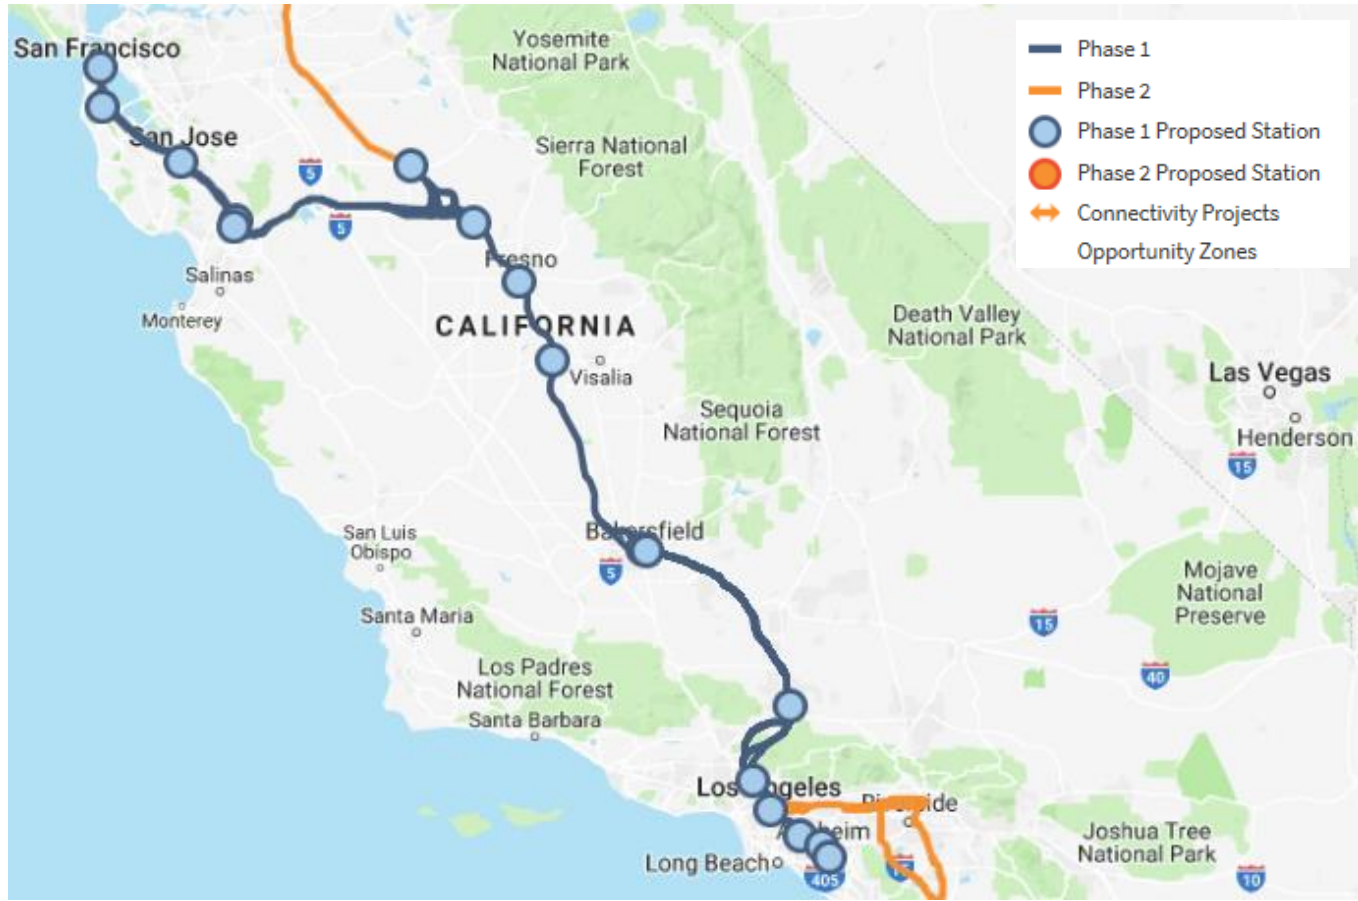 San Francisco
Yosemite
National Park
Phase 1
Phase 2
Phase 1 Proposed Station
Phase 2 Proposed Station
Connectivity Projects
Opportunity Zones
San Jose
Sierra National
Forest
5
5
Salinas
Monterey
Fresno
CALIFORNIA
Visalia
Death Valley
National Park
Las Vegas
Henderson
15
Sequoia
National Forest
San Luis
Obispo
Bakersfield
5
Mojave
National
Preserve
15
40
Santa Maria
Los Padres
National Forest
Santa Barbara
Los Angeles
Riverside
Anaheim
Long Beach
405
15
Joshua Tree
National Park
10